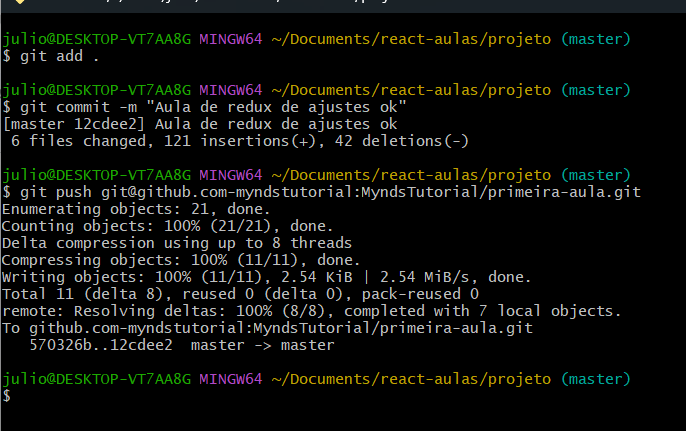 julio@DESKTOP-VT7AA8G MINGW64 ~/Documents/react-aulas/projeto (master)
$ git add .
julio@DESKTOP-VT7AA8G MINGW64 ~/Documents/react-aulas/projeto (master)
$ git commit -m "Aula de redux de ajustes ok"
[master 12cdee2] Aula de redux de ajustes ok
 6 files changed, 121 insertions(+), 42 deletions(-)
julio@DESKTOP-VT7AA8G MINGW64 ~/Documents/react-aulas/projeto (master)
$ git push git@github.com-myndstutorial:MyndsTutorial/primeira-aula.git
Enumerating objects: 21, done.
Counting objects: 100% (21/21), done.
Delta compression using up to 8 threads
Compressing objects: 100% (11/11), done.
Writing objects: 100% (11/11), 2.54 KiB | 2.54 MiB/s, done.
Total 11 (delta 8), reused 0 (delta 0), pack-reused 0
remote: Resolving deltas: 100% (8/8), completed with 7 local objects.
To github.com-myndstutorial:MyndsTutorial/primeira-aula.git
   570326b..12cdee2  master -> master
julio@DESKTOP-VT7AA8G MINGW64 ~/Documents/react-aulas/projeto (master)
$